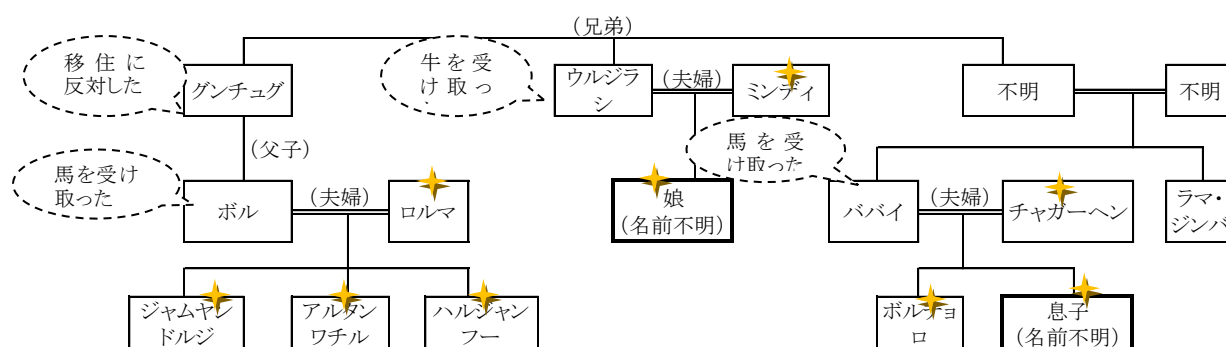 (兄弟)
移住に
反対した
牛を受
け取っ
グンチュグ
ウルジラ
シ
(夫婦)
ミンディ
不明
不明
(父子)
馬を受
け取った
馬を受け
取った
ボル
(夫婦)
ロルマ
娘
(名前不明)
ババイ
(夫婦)
チャガーヘン
ラマ・
ジンバ
ジャムヤン
ドルジ
アルタン
ワチル
ハルジャン
フー
ボルチョ
ロ
息子
(名前不明)